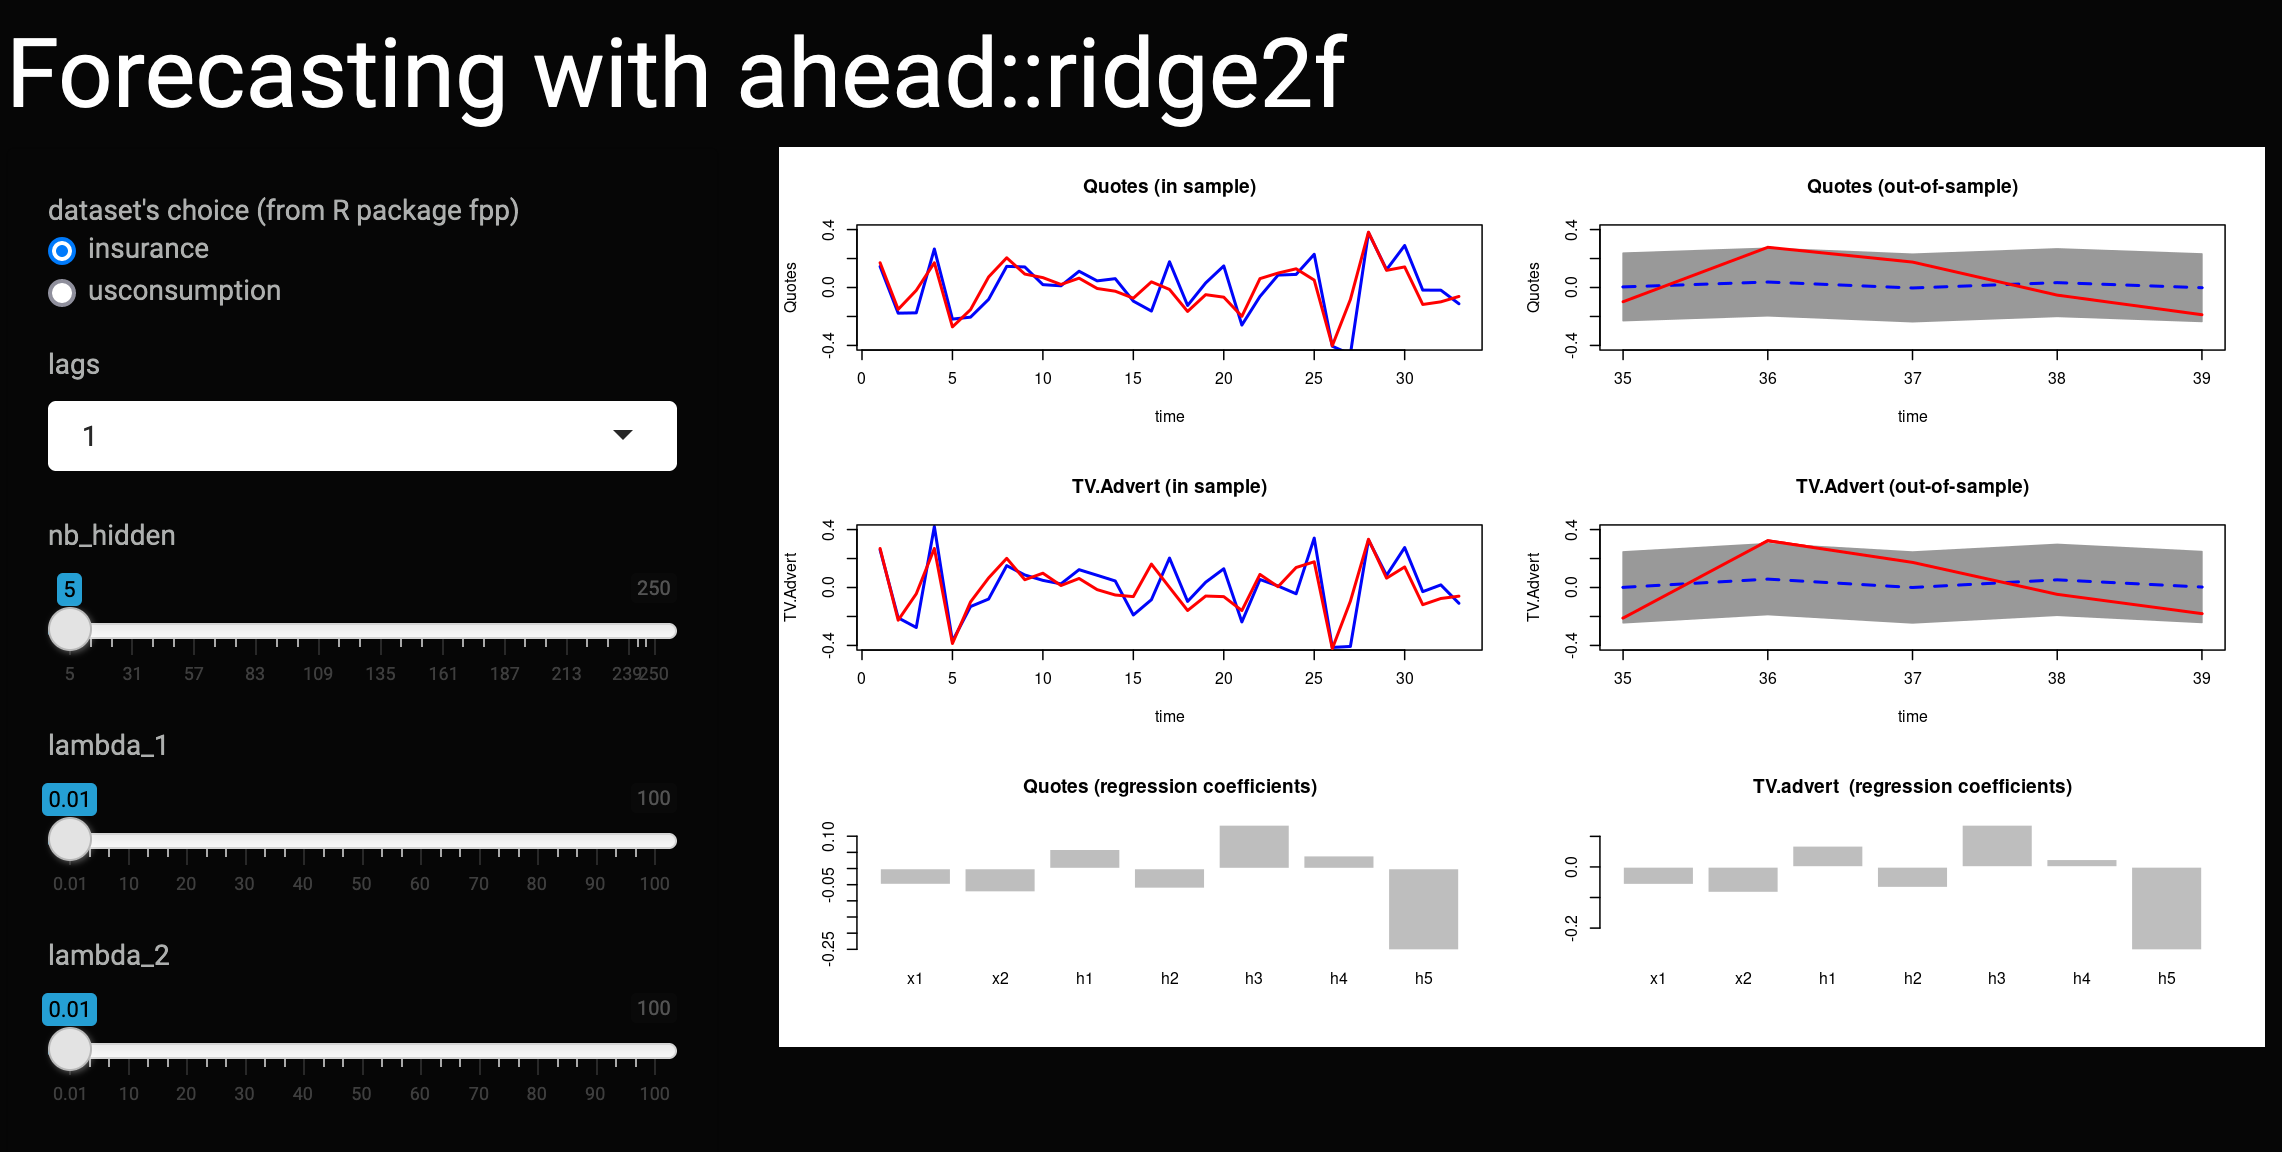 Forecasting with ahead::ridge2f
dataset's choice (from R package fpp)
insurance
usconsumption
lags
1
nb_hidden
5 250
5 31 57 83 109 135 161 187 213 239 250
lambda_1
0.01 100
0.01 10 20 30 40 50 60 70 80 90 100
lambda_2
0.01 100
0.01 10 20 30 40 50 60 70 80 90 100
Quotes (in sample)
Quotes
0.4
0.0
-0.4
0 5 10 15 20 25 30
time
Quotes (out-of-sample)
Quotes
0.4
0.0
-0.4
35 36 37 38 39
time
TV.Advert (in sample)
TV.Advert
0.4
0.0
-0.4
0 5 10 15 20 25 30
time
TV.Advert (out-of-sample)
TV.Advert
0.4
0.0
-0.4
35 36 37 38 39
time
Quotes (regression coefficients)
0.10
-0.05
-0.25
x1 x2 h1 h2 h3 h4 h5
TV.advert  (regression coefficients)
0.0
-0.2
x1 x2 h1 h2 h3 h4 h5